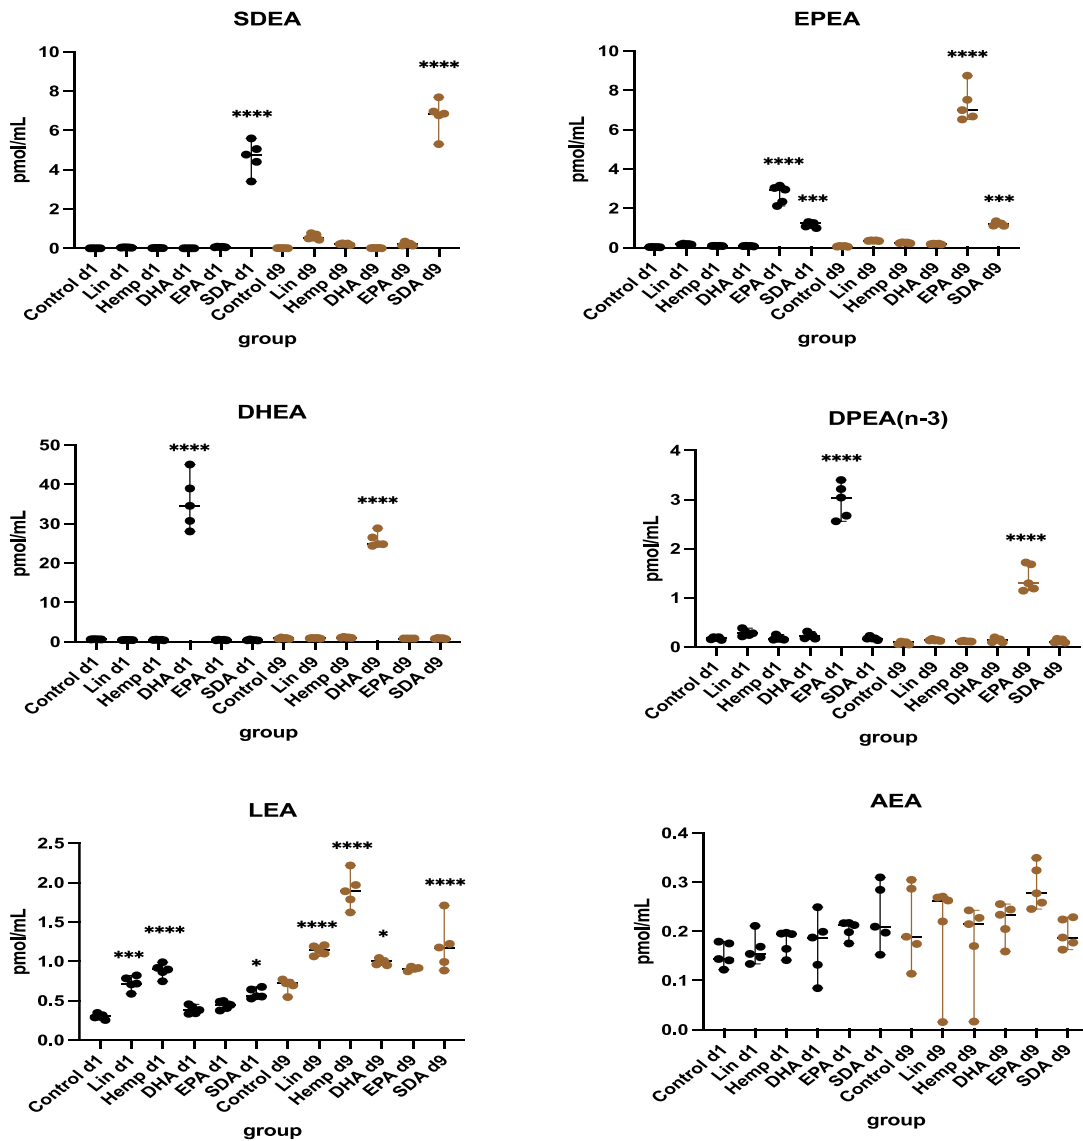 SDEA
pmol/mL
10
8
6
4
2
0
****
****
Control d1
Lin d1
Hemp d1
DHA d1
EPA d1
SDA d1
Control d9
Lin d9
Hemp d9
DHA d9
EPA d9
SDA d9
group
EPEA
pmol/mL
10
8
6
4
2
0
****
***
****
***
Control d1
Lin d1
Hemp d1
DHA d1
EPA d1
SDA d1
Control d9
Lin d9
Hemp d9
DHA d9
EPA d9
SDA d9
group
DHEA
pmol/mL
50
40
30
20
10
0
****
****
Control d1
Lin d1
Hemp d1
DHA d1
EPA d1
SDA d1
Control d9
Lin d9
Hemp d9
DHA d9
EPA d9
SDA d9
group
DPEA(n-3)
pmol/mL
4
3
2
1
0
****
****
Control d1
Lin d1
Hemp d1
DHA d1
EPA d1
SDA d1
Control d9
Lin d9
Hemp d9
DHA d9
EPA d9
SDA d9
group
LEA
pmol/mL
2.5
2.0
1.5
1.0
0.5
0.0
***
****
*
****
****
*
****
Control d1
Lin d1
Hemp d1
DHA d1
EPA d1
SDA d1
Control d9
Lin d9
Hemp d9
DHA d9
EPA d9
SDA d9
group
AEA
pmol/mL
0.4
0.3
0.2
0.1
0.0
Control d1
Lin d1
Hemp d1
DHA d1
EPA d1
SDA d1
Control d9
Lin d9
Hemp d9
DHA d9
EPA d9
SDA d9
group